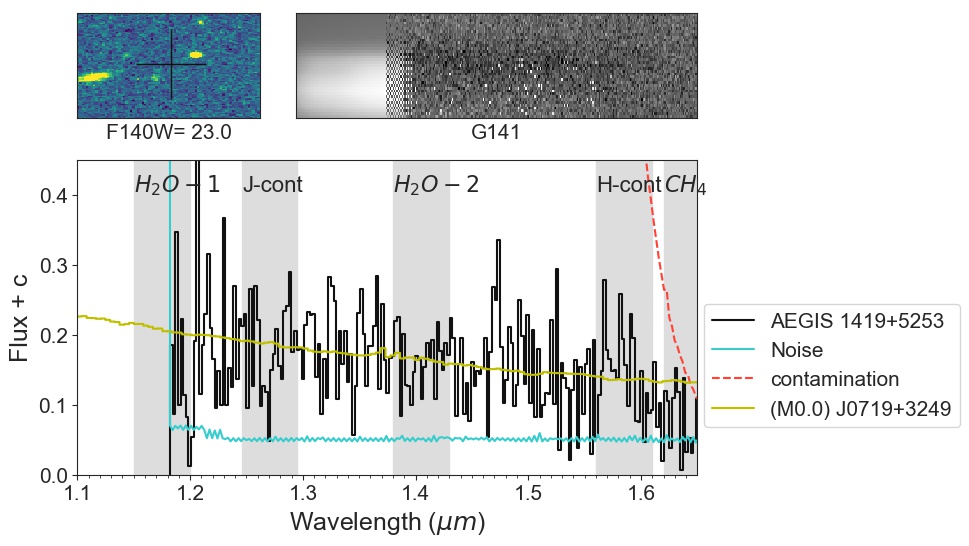 F140W= 23.0
G141
H₂O − 1
J-cont
H₂O − 2
H-cont
CH₄
Flux + c
0.4
0.3
0.2
0.1
0.0
1.1
1.2
1.3
1.4
1.5
1.6
Wavelength (μm)
AEGIS 1419+5253
Noise
contamination
(M0.0) J0719+3249